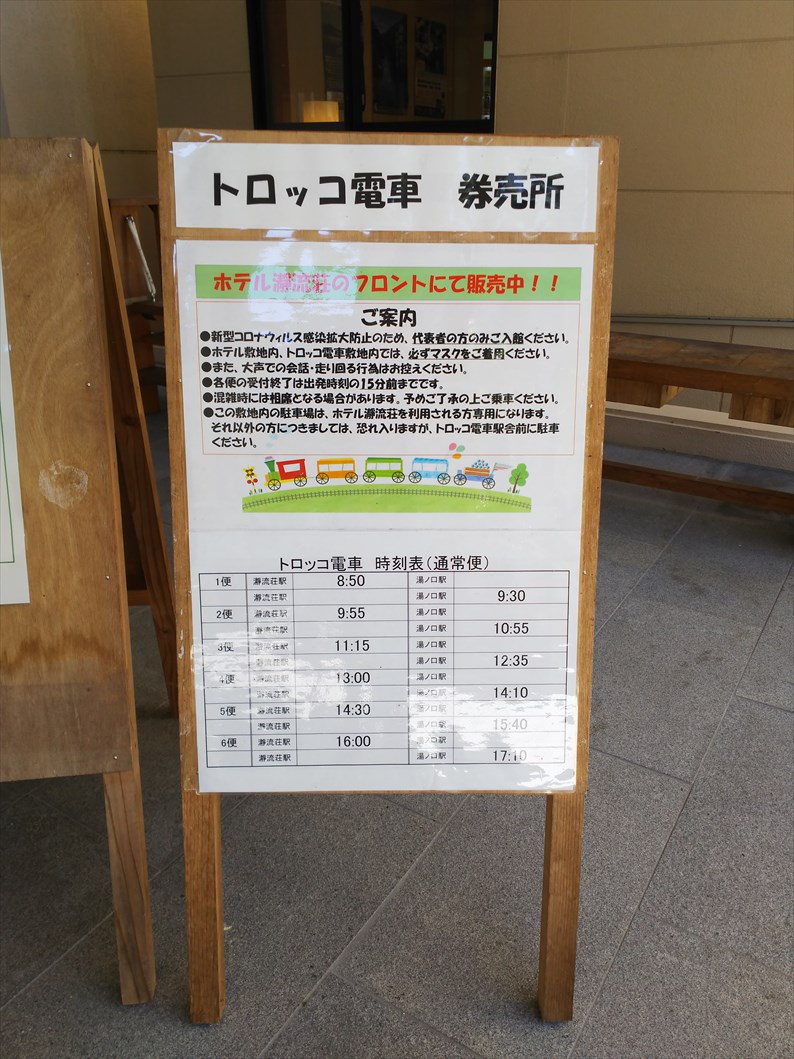 トロッコ電車　券売所
ホテル瀞流荘のフロントにて販売中！！
ご案内
●新型コロナウィルス感染拡大防止のため、代表者の方のみご入館ください。
●ホテル敷地内、トロッコ電車敷地内では、必ずマスクをご着用ください。
●また、大声での会話・走り回る行為はお控えください。
●各便の受付終了は出発時刻の15分前までです。
●混雑時には相席となる場合があります。予めご了承の上ご乗車ください。
●この敷地内の駐車場は、ホテル瀞流荘を利用される方専用になります。
それ以外の方につきましては、恐れ入りますが、トロッコ電車駅舎前に駐車
ください。
トロッコ電車　時刻表（通常便）
1便 瀞流荘駅 8:50 湯ノ口駅
瀞流荘駅 湯ノ口駅 9:30
2便 瀞流荘駅 9:55 湯ノ口駅
瀞流荘駅 湯ノ口駅 10:55
3便 瀞流荘駅 11:15 湯ノ口駅
瀞流荘駅 湯ノ口駅 12:35
4便 瀞流荘駅 13:00 湯ノ口駅
瀞流荘駅 湯ノ口駅 14:10
5便 瀞流荘駅 14:30 湯ノ口駅
瀞流荘駅 湯ノ口駅 15:40
6便 瀞流荘駅 16:00 湯ノ口駅
瀞流荘駅 湯ノ口駅 17:10